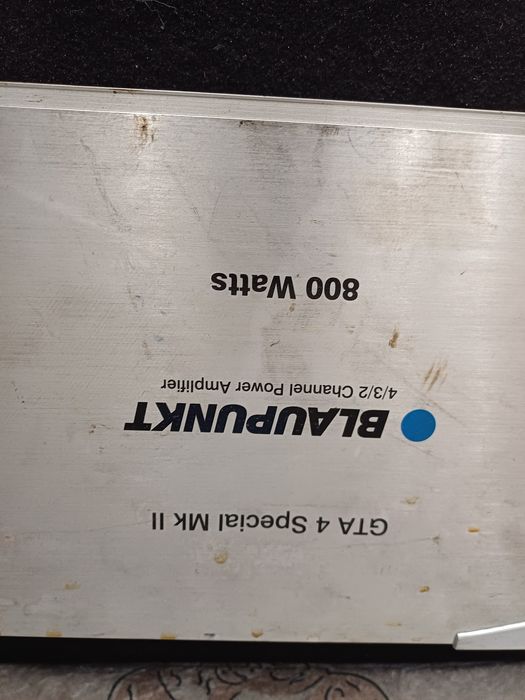 GTA 4 Special Mk II
BLAUPUNKT
4/3/2 Channel Power Amplifier
800 Watts